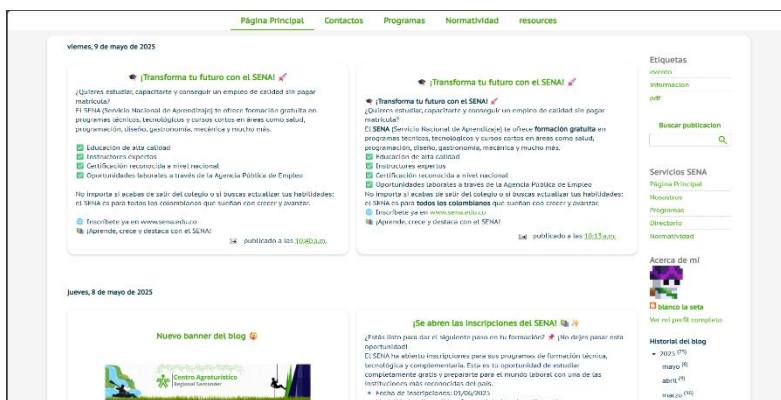 Página Principal Contactos Programas Normatividad resources
viernes, 9 de mayo de 2025
🎓 ¡Transforma tu futuro con el SENA! 🚀
¿Quieres estudiar, capacitarte y conseguir un empleo de calidad sin pagar
matrícula?
El SENA (Servicio Nacional de Aprendizaje) te ofrece formación gratuita en
programas técnicos, tecnológicos y cursos cortos en áreas como salud,
programación, diseño, gastronomía, mecánica y mucho más.
✅ Educación de alta calidad
✅ Instructores expertos
✅ Certificación reconocida a nivel nacional
✅ Oportunidades laborales a través de la Agencia Pública de Empleo
No importa si acabas de salir del colegio o si buscas actualizar tus habilidades:
el SENA es para todos los colombianos que sueñan con crecer y avanzar.
🌐 Inscríbete ya en www.sena.edu.co
📚 ¡Aprende, crece y destaca con el SENA!
publicado a las 10:40 a.m.
🎓 ¡Transforma tu futuro con el SENA! 🚀
🎓 ¡Transforma tu futuro con el SENA! 🚀
¿Quieres estudiar, capacitarte y conseguir un empleo de calidad sin pagar
matrícula?
El SENA (Servicio Nacional de Aprendizaje) te ofrece formación gratuita en
programas técnicos, tecnológicos y cursos cortos en áreas como salud,
programación, diseño, gastronomía, mecánica y mucho más.
✅ Educación de alta calidad
✅ Instructores expertos
✅ Certificación reconocida a nivel nacional
✅ Oportunidades laborales a través de la Agencia Pública de Empleo
No importa si acabas de salir del colegio o si buscas actualizar tus habilidades:
el SENA es para todos los colombianos que sueñan con crecer y avanzar.
🌐 Inscríbete ya en www.sena.edu.co
📚 ¡Aprende, crece y destaca con el SENA!
publicado a las 10:13 a.m.
jueves, 8 de mayo de 2025
Nuevo banner del blog
Centro Agroturístico
Regional Santander
¡Se abren las inscripciones del SENA! 📚✨
¿Estás listo para dar el siguiente paso en tu formación? 📌 ¡No dejes pasar esta
oportunidad!
El SENA ha abierto inscripciones para sus programas de formación técnica,
tecnológica y complementaria. Esta es tu oportunidad de estudiar
completamente gratis y prepararte para el mundo laboral con una de las
instituciones más reconocidas del país.
Fecha de Inscripciones: 01/06/2025
Etiquetas
evento
informacion
pdf
Buscar publicacion
Servicios SENA
Página Principal
Nosotros
Programas
Directorio
Normatividad
Acerca de mí
blanco la seta
Ver mi perfil completo
Historial del blog
▼ 2025
mayo
abril
marzo